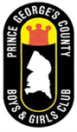 PRINCE GEORGE'S COUNTY
BOYS & GIRLS CLUB